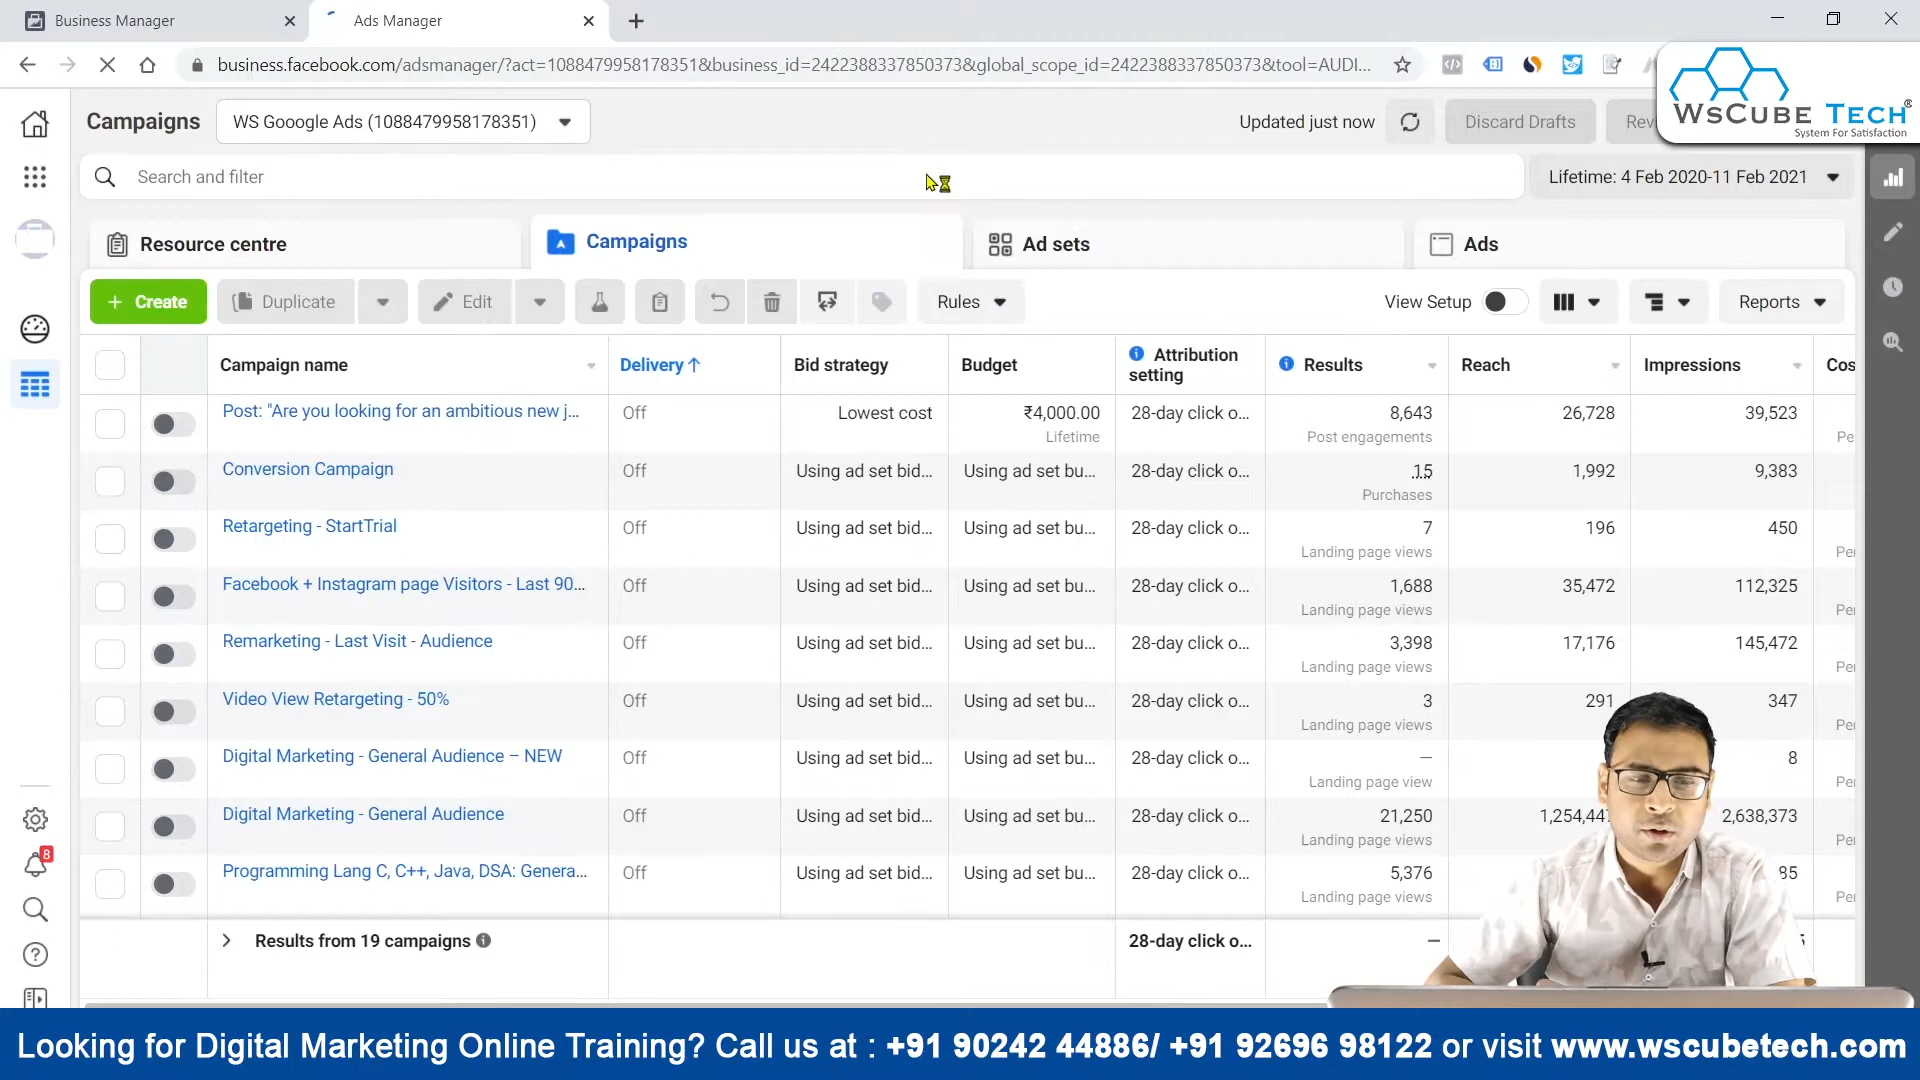 Business Manager
Ads Manager
business.facebook.com/adsmanager/?act=1088479958178351&business_id=2422388337850373&global_scope_id=2422388337850373&tool=AUDI...
WsCube Tech®
System For Satisfaction
Campaigns
WS Gooogle Ads (1088479958178351)
Updated just now
Discard Drafts
Search and filter
Lifetime: 4 Feb 2020-11 Feb 2021
Resource centre
Campaigns
Ad sets
Ads
+ Create
Duplicate
Edit
Rules
View Setup
Reports
Campaign name Delivery↑ Bid strategy Budget Attribution setting Results Reach Impressions
Post: "Are you looking for an ambitious new j... Off Lowest cost ₹4,000.00 28-day click o... 8,643 26,728 39,523
Lifetime Post engagements
Conversion Campaign Off Using ad set bid... Using ad set bu... 28-day click o... 15 1,992 9,383
Purchases
Retargeting - StartTrial Off Using ad set bid... Using ad set bu... 28-day click o... 7 196 450
Landing page views
Facebook + Instagram page Visitors - Last 90... Off Using ad set bid... Using ad set bu... 28-day click o... 1,688 35,472 112,325
Landing page views
Remarketing - Last Visit - Audience Off Using ad set bid... Using ad set bu... 28-day click o... 3,398 17,176 145,472
Landing page views
Video View Retargeting - 50% Off Using ad set bid... Using ad set bu... 28-day click o... 3 291 347
Landing page views
Digital Marketing - General Audience – NEW Off Using ad set bid... Using ad set bu... 28-day click o... — 8
Landing page view
Digital Marketing - General Audience Off Using ad set bid... Using ad set bu... 28-day click o... 21,250 2,638,373
Landing page views
Programming Lang C, C++, Java, DSA: Genera... Off Using ad set bid... Using ad set bu... 28-day click o... 5,376
Landing page views
Results from 19 campaigns 28-day click o... —
8
Looking for Digital Marketing Online Training? Call us at : +91 90242 44886/ +91 92696 98122 or visit www.wscubetech.com